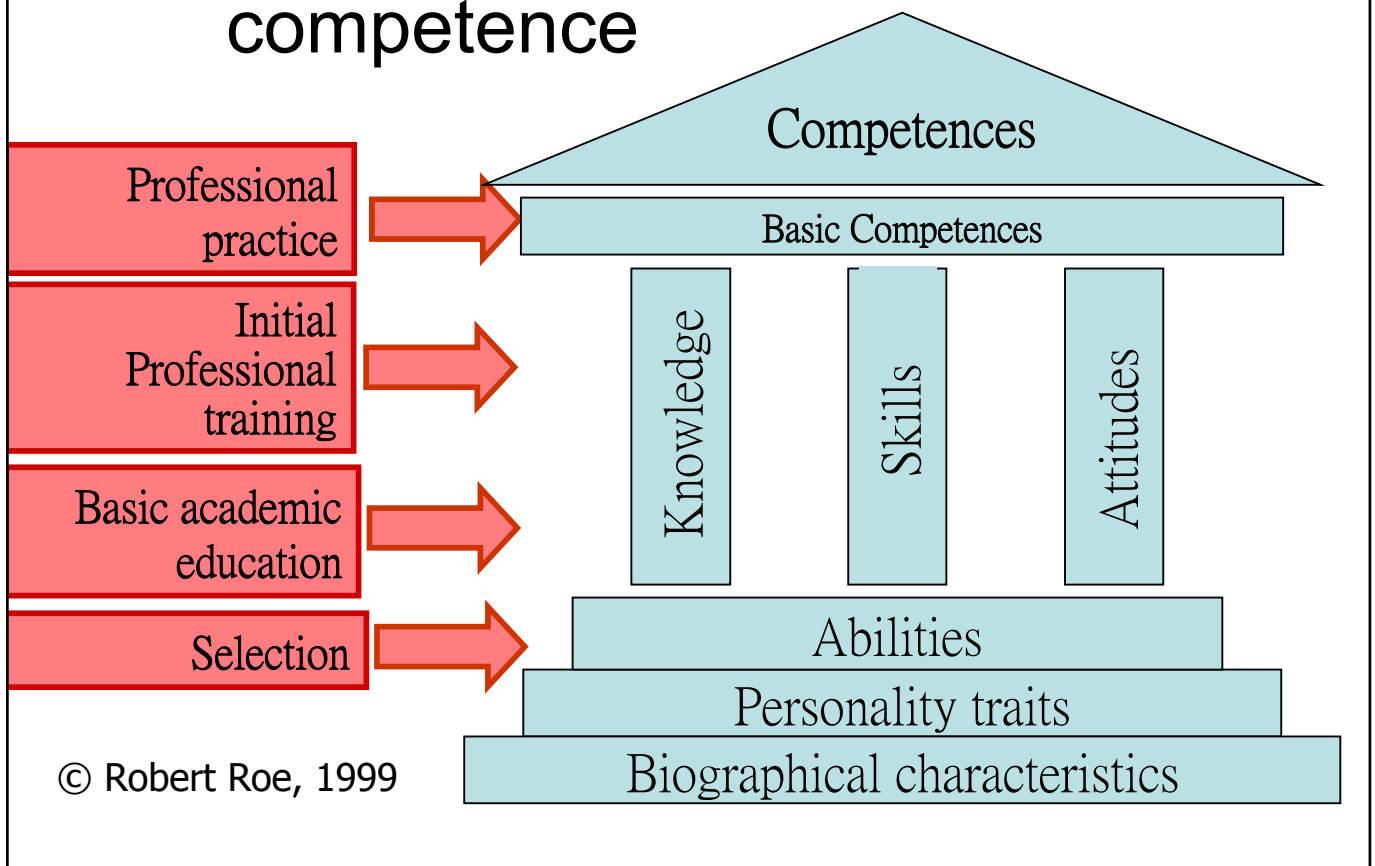 competence
Competences
Professional
practice
Basic Competences
Initial
Professional
training
Knowledge
Skills
Attitudes
Basic academic
education
Selection
Abilities
Personality traits
Biographical characteristics
© Robert Roe, 1999